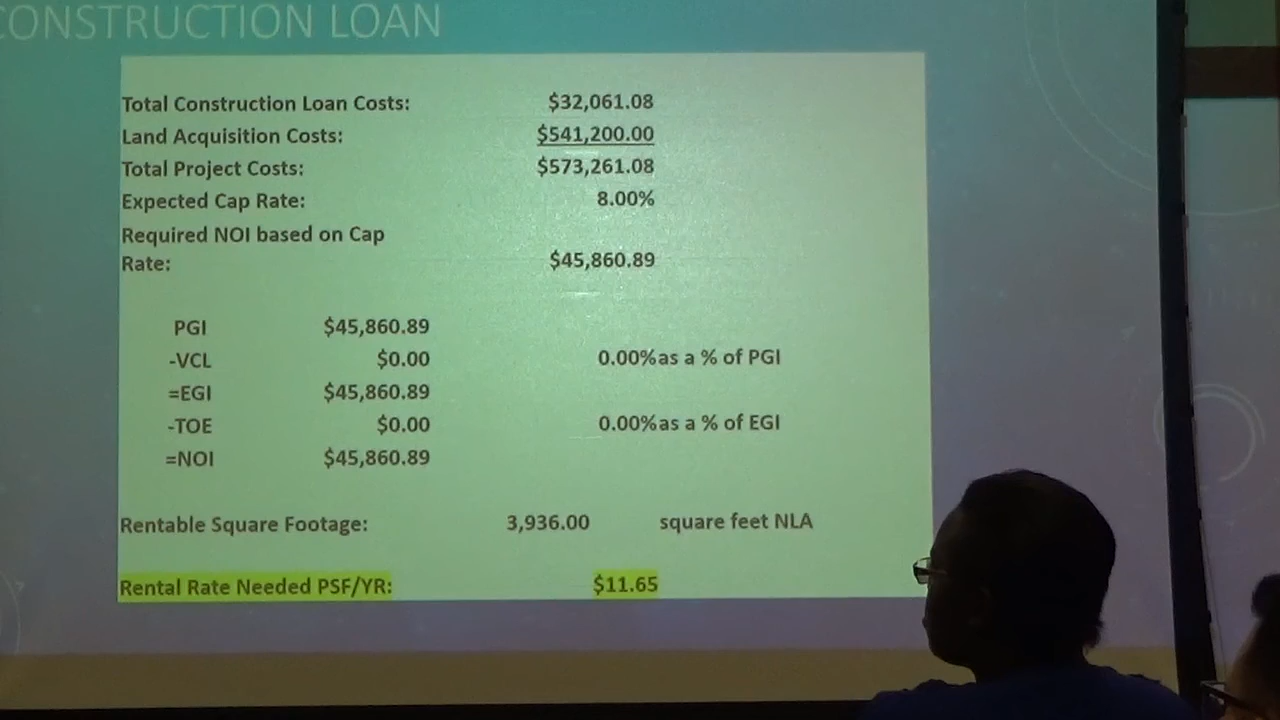 CONSTRUCTION LOAN
Total Construction Loan Costs: $32,061.08
Land Acquisition Costs: $541,200.00
Total Project Costs: $573,261.08
Expected Cap Rate: 8.00%
Required NOI based on Cap
Rate: $45,860.89
PGI $45,860.89
-VCL $0.00 0.00%as a % of PGI
=EGI $45,860.89
-TOE $0.00 0.00%as a % of EGI
=NOI $45,860.89
Rentable Square Footage: 3,936.00 square feet NLA
Rental Rate Needed PSF/YR: $11.65